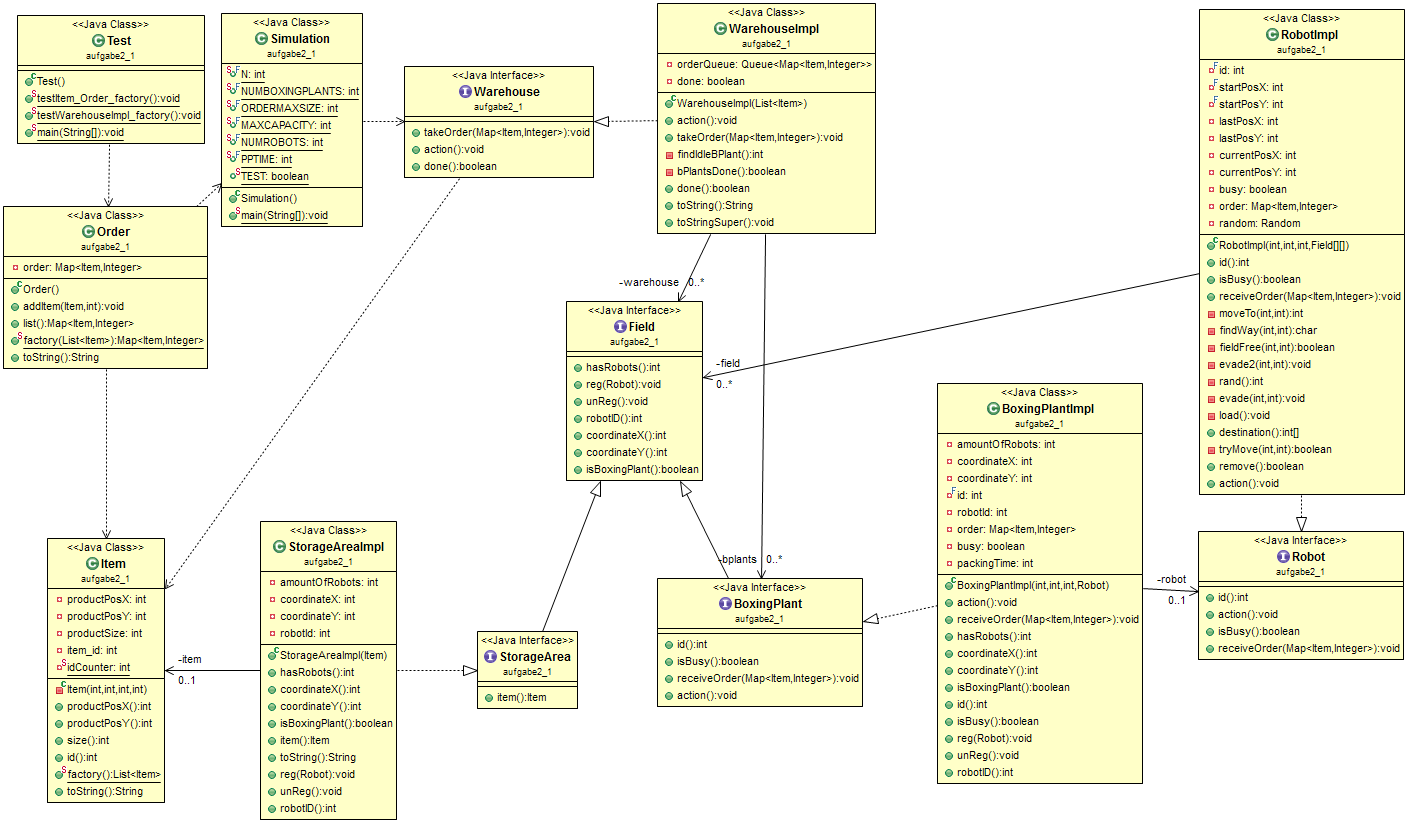 <<Java Class>>
Test
aufgabe2_1
Test()
testItem_Order_factory():void
testWarehouseImpl_factory():void
main(String[]):void
<<Java Class>>
Simulation
aufgabe2_1
N: int
NUMBOXINGPLANTS: int
ORDERMAXSIZE: int
MAXCAPACITY: int
NUMROBOTS: int
PPTIME: int
TEST: boolean
Simulation()
main(String[]):void
<<Java Interface>>
Warehouse
aufgabe2_1
takeOrder(Map<Item,Integer>):void
action():void
done():boolean
<<Java Class>>
WarehouseImpl
aufgabe2_1
orderQueue: Queue<Map<Item,Integer>>
done: boolean
WarehouseImpl(List<Item>)
action():void
takeOrder(Map<Item,Integer>):void
findIdleBPlant():int
bPlantsDone():boolean
done():boolean
toString():String
toStringSuper():void
<<Java Class>>
RobotImpl
aufgabe2_1
id: int
startPosX: int
startPosY: int
lastPosX: int
lastPosY: int
currentPosX: int
currentPosY: int
busy: boolean
order: Map<Item,Integer>
random: Random
RobotImpl(int,int,int,Field[][])
id():int
isBusy():boolean
receiveOrder(Map<Item,Integer>):void
moveTo(int,int):int
findWay(int,int):char
fieldFree(int,int):boolean
evade2(int,int):void
rand():int
evade(int,int):void
load():void
destination():int[]
tryMove(int,int):boolean
remove():boolean
action():void
<<Java Class>>
Order
aufgabe2_1
order: Map<Item,Integer>
Order()
addItem(Item,int):void
list():Map<Item,Integer>
factory(List<Item>):Map<Item,Integer>
toString():String
-warehouse 0..*
<<Java Interface>>
Field
aufgabe2_1
hasRobots():int
reg(Robot):void
unReg():void
robotID():int
coordinateX():int
coordinateY():int
isBoxingPlant():boolean
-field
0..*
<<Java Class>>
BoxingPlantImpl
aufgabe2_1
amountOfRobots: int
coordinateX: int
coordinateY: int
id: int
robotId: int
order: Map<Item,Integer>
busy: boolean
packingTime: int
BoxingPlantImpl(int,int,int,Robot)
action():void
receiveOrder(Map<Item,Integer>):void
hasRobots():int
coordinateX():int
coordinateY():int
isBoxingPlant():boolean
id():int
isBusy():boolean
reg(Robot):void
unReg():void
robotID():int
<<Java Class>>
Item
aufgabe2_1
productPosX: int
productPosY: int
productSize: int
item_id: int
idCounter: int
Item(int,int,int,int)
productPosX():int
productPosY():int
size():int
id():int
factory():List<Item>
toString():String
-item
0..1
<<Java Class>>
StorageAreaImpl
aufgabe2_1
amountOfRobots: int
coordinateX: int
coordinateY: int
robotId: int
StorageAreaImpl(Item)
hasRobots():int
coordinateX():int
coordinateY():int
isBoxingPlant():boolean
item():Item
toString():String
reg(Robot):void
unReg():void
robotID():int
<<Java Interface>>
StorageArea
aufgabe2_1
item():Item
-bplants 0..*
<<Java Interface>>
BoxingPlant
aufgabe2_1
id():int
isBusy():boolean
receiveOrder(Map<Item,Integer>):void
action():void
-robot
0..1
<<Java Interface>>
Robot
aufgabe2_1
id():int
action():void
isBusy():boolean
receiveOrder(Map<Item,Integer>):void